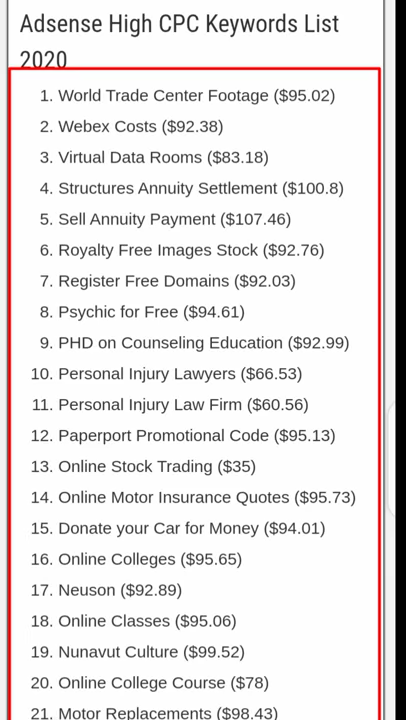 Adsense High CPC Keywords List
2020
1. World Trade Center Footage ($95.02)
2. Webex Costs ($92.38)
3. Virtual Data Rooms ($83.18)
4. Structures Annuity Settlement ($100.8)
5. Sell Annuity Payment ($107.46)
6. Royalty Free Images Stock ($92.76)
7. Register Free Domains ($92.03)
8. Psychic for Free ($94.61)
9. PHD on Counseling Education ($92.99)
10. Personal Injury Lawyers ($66.53)
11. Personal Injury Law Firm ($60.56)
12. Paperport Promotional Code ($95.13)
13. Online Stock Trading ($35)
14. Online Motor Insurance Quotes ($95.73)
15. Donate your Car for Money ($94.01)
16. Online Colleges ($95.65)
17. Neuson ($92.89)
18. Online Classes ($95.06)
19. Nunavut Culture ($99.52)
20. Online College Course ($78)
21. Motor Replacements ($98.43)